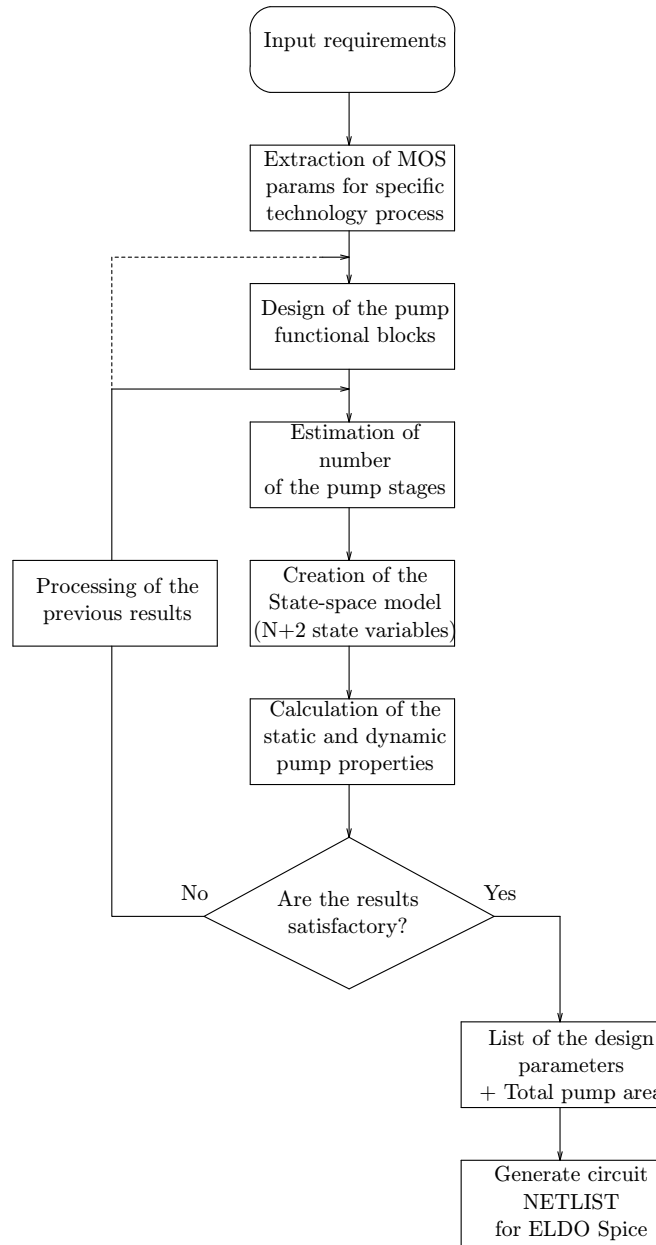 Input requirements
Extraction of MOS
params for specific
technology process
Design of the pump
functional blocks
Estimation of
number
of the pump stages
Processing of the
previous results
Creation of the
State-space model
(N+2 state variables)
Calculation of the
static and dynamic
pump properties
No
Are the results
satisfactory?
Yes
List of the design
parameters
+ Total pump area
Generate circuit
NETLIST
for ELDO Spice